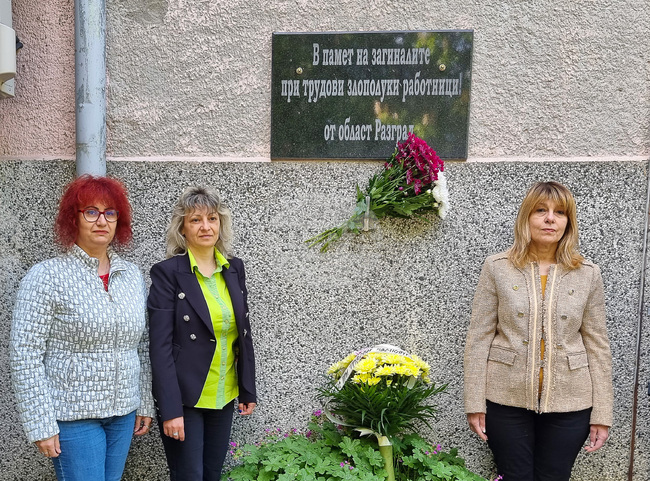 В памет на загиналите
при трудови злополуки работници!
от област Разград